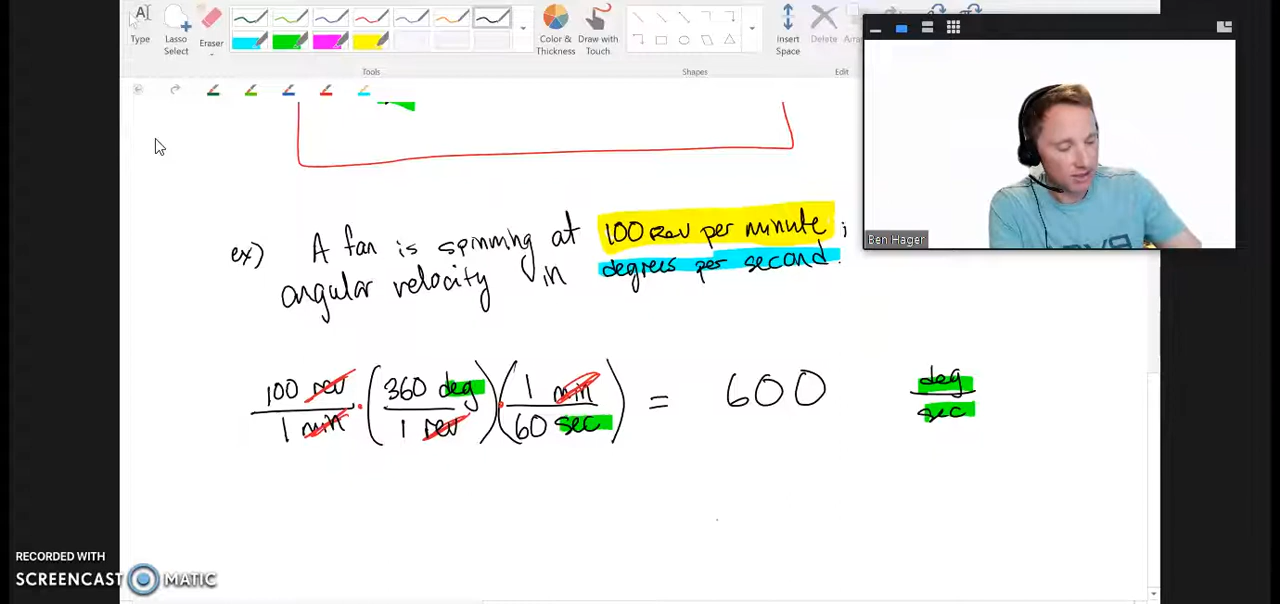 Type
Lasso
Select
Eraser
Color &
Thickness
Draw with
Touch
Insert
Space
Delete
Tools
Shapes
Edit
Ben Hager
ex) A fan is spinning at 100 rev per minute ;
angular velocity in degrees per second.
100 rev / 1 min · (360 deg / 1 rev) · (1 min / 60 sec) = 600 deg / sec
RECORDED WITH
SCREENCAST MATIC